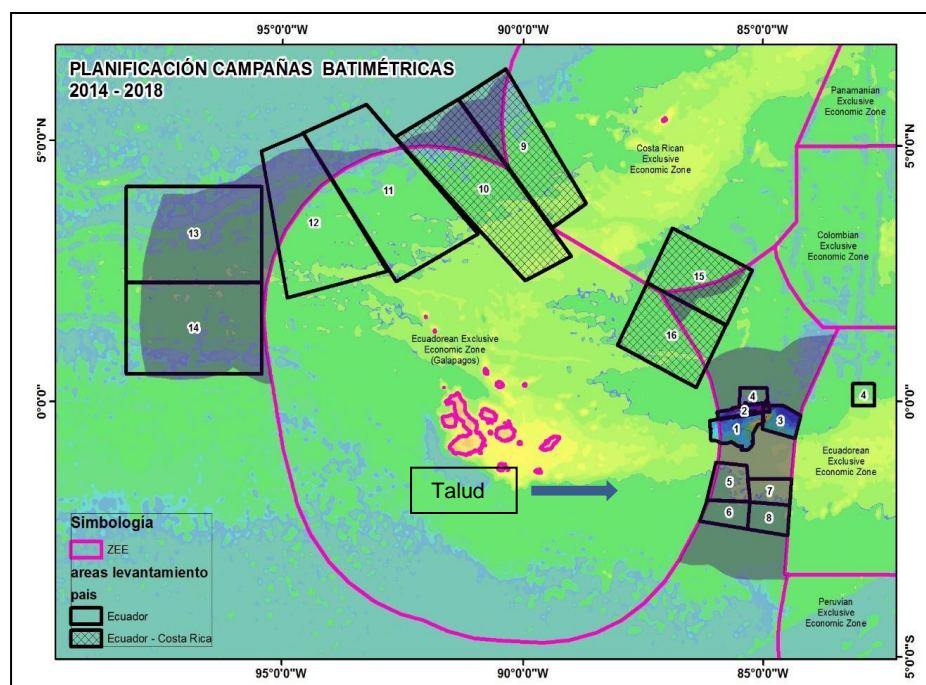 95°0'0"W
90°0'0"W
85°0'0"W
PLANIFICACIÓN CAMPAÑAS BATIMÉTRICAS
2014 - 2018
Panamanian
Exclusive
Economic Zone
5°0'0"N
5°0'0"N
Costa Rican
Exclusive
Economic Zone
9
10
11
12
13
14
15
16
Colombian
Exclusive
Economic Zone
Ecuadorean Exclusive
Economic Zone
(Galapagos)
0°0'0"
0°0'0"
4
4
2
1
3
Ecuadorean
Exclusive
Economic Zone
5
7
6
8
Talud
Simbología
ZEE
areas levantamiento
pais
Ecuador
Ecuador - Costa Rica
Peruvian
Exclusive
Economic Zone
5°0'0"S
95°0'0"W
90°0'0"W
85°0'0"W